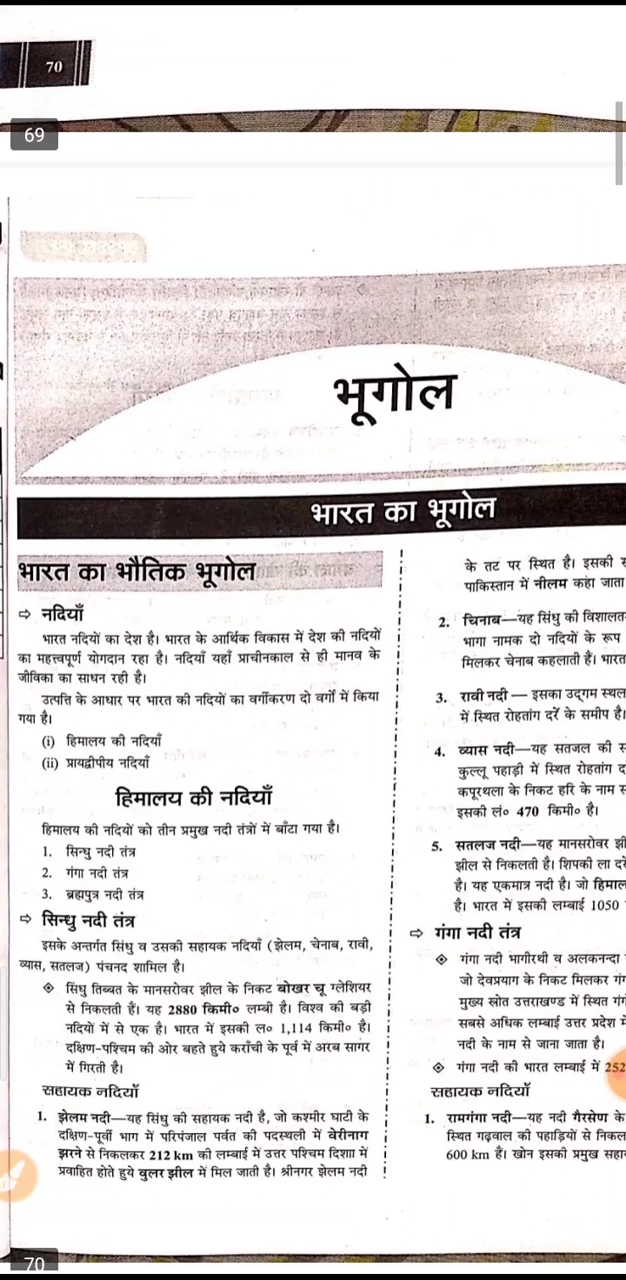 70
69
भूगोल
भारत का भूगोल
भारत का भौतिक भूगोल
⇨ नदियाँ
भारत नदियों का देश है। भारत के आर्थिक विकास में देश की नदियों
का महत्त्वपूर्ण योगदान रहा है। नदियाँ यहाँ प्राचीनकाल से ही मानव के
जीविका का साधन रही है।
उत्पत्ति के आधार पर भारत की नदियों का वर्गीकरण दो वर्गों में किया
गया है।
(i) हिमालय की नदियाँ
(ii) प्रायद्वीपीय नदियाँ
हिमालय की नदियाँ
हिमालय की नदियों को तीन प्रमुख नदी तंत्रों में बाँटा गया है।
1. सिन्धु नदी तंत्र
2. गंगा नदी तंत्र
3. ब्रह्मपुत्र नदी तंत्र
⇨ सिन्धु नदी तंत्र
इसके अन्तर्गत सिंधु व उसकी सहायक नदियाँ (झेलम, चेनाब, रावी,
व्यास, सतलज) पंचनद शामिल है।
❖ सिंधु तिब्बत के मानसरोवर झील के निकट बोखर चू ग्लेशियर
से निकलती हैं। यह 2880 किमी० लम्बी है। विश्व की बड़ी
नदियों में से एक है। भारत में इसकी ल० 1,114 किमी० है।
दक्षिण-पश्चिम की ओर बहते हुये कराँची के पूर्व में अरब सागर
में गिरती है।
सहायक नदियाँ
1. झेलम नदी—यह सिंधु की सहायक नदी है, जो कश्मीर घाटी के
दक्षिण-पूर्वी भाग में परिपंजाल पर्वत की पदस्थली में वेरीनाग
झरने से निकलकर 212 km की लम्बाई में उत्तर पश्चिम दिशा में
प्रवाहित होते हुये वुलर झील में मिल जाती है। श्रीनगर झेलम नदी
के तट पर स्थित है। इसकी
पाकिस्तान में नीलम कहा जाता
2. चिनाब—यह सिंधु की
भागा नामक दो नदियों के रूप
मिलकर चेनाब कहलाती हैं। भारत
3. रावी नदी — इसका उद्गम स्थल
में स्थित रोहतांग दर्रे के समीप है।
4. व्यास नदी—यह सतजल की
कुल्लू पहाड़ी में स्थित रोहतांग
कपूरथला के निकट हरि के नाम
इसकी लं० 470 किमी० है।
5. सतलज नदी—यह मानसरोवर
झील से निकलती है। शिपकी ला
है। यह एकमात्र नदी है। जो
है। भारत में इसकी लम्बाई 1050
⇨ गंगा नदी तंत्र
❖ गंगा नदी भागीरथी व अलकनन्दा
जो देवप्रयाग के निकट मिलकर
मुख्य स्रोत उत्तराखण्ड में स्थित
सबसे अधिक लम्बाई उत्तर प्रदेश
नदी के नाम से जाना जाता है।
❖ गंगा नदी की भारत लम्बाई में 252
सहायक नदियाँ
1. रामगंगा नदी—यह नदी गैरसेण के
स्थित गढ़वाल की पहाड़ियों से
600 km हैं। खोन इसकी प्रमुख
70